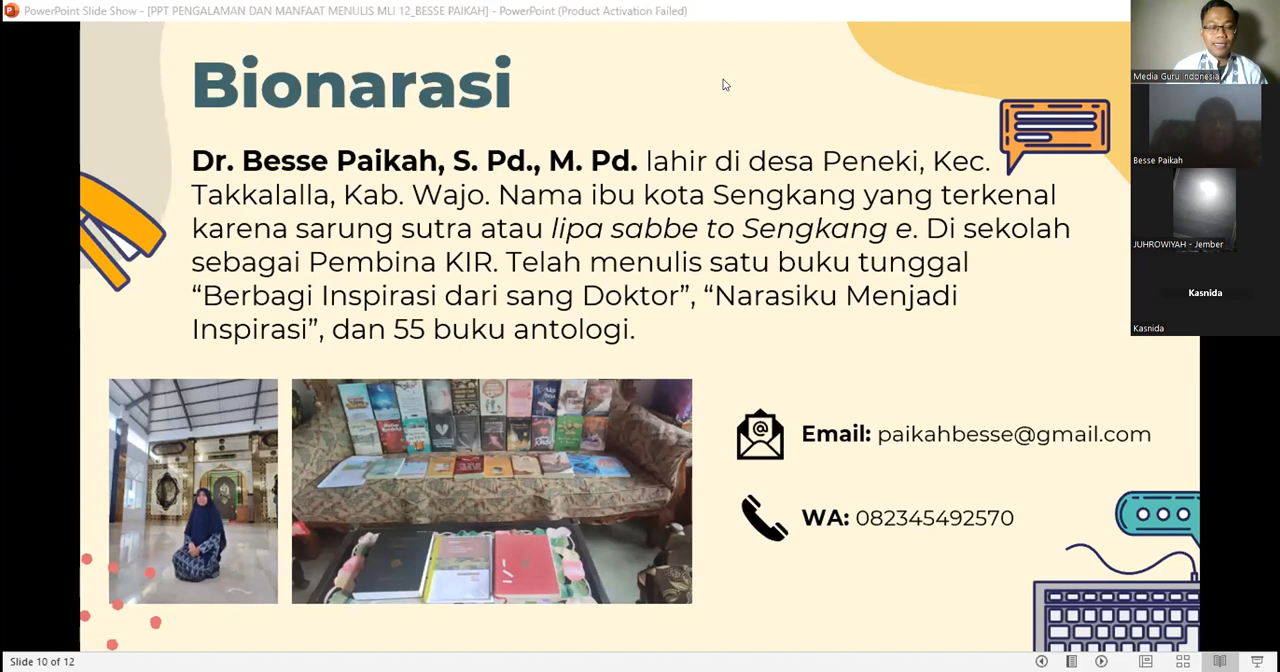 PowerPoint Slide Show - [PPT PENGALAMAN DAN MANFAAT MENULIS MLI 12_BESSE PAIKAH] - PowerPoint (Product Activation Failed)
Bionarasi
Dr. Besse Paikah, S. Pd., M. Pd. lahir di desa Peneki, Kec.
Takkalalla, Kab. Wajo. Nama ibu kota Sengkang yang terkenal
karena sarung sutra atau lipa sabbe to Sengkang e. Di sekolah
sebagai Pembina KIR. Telah menulis satu buku tunggal
“Berbagi Inspirasi dari sang Doktor”, “Narasiku Menjadi
Inspirasi”, dan 55 buku antologi.
Email: paikahbesse@gmail.com
WA: 082345492570
Media Guru Indonesia
Besse Paikah
JUHROWIYAH - Jember
Kasnida
Kasnida
Slide 10 of 12